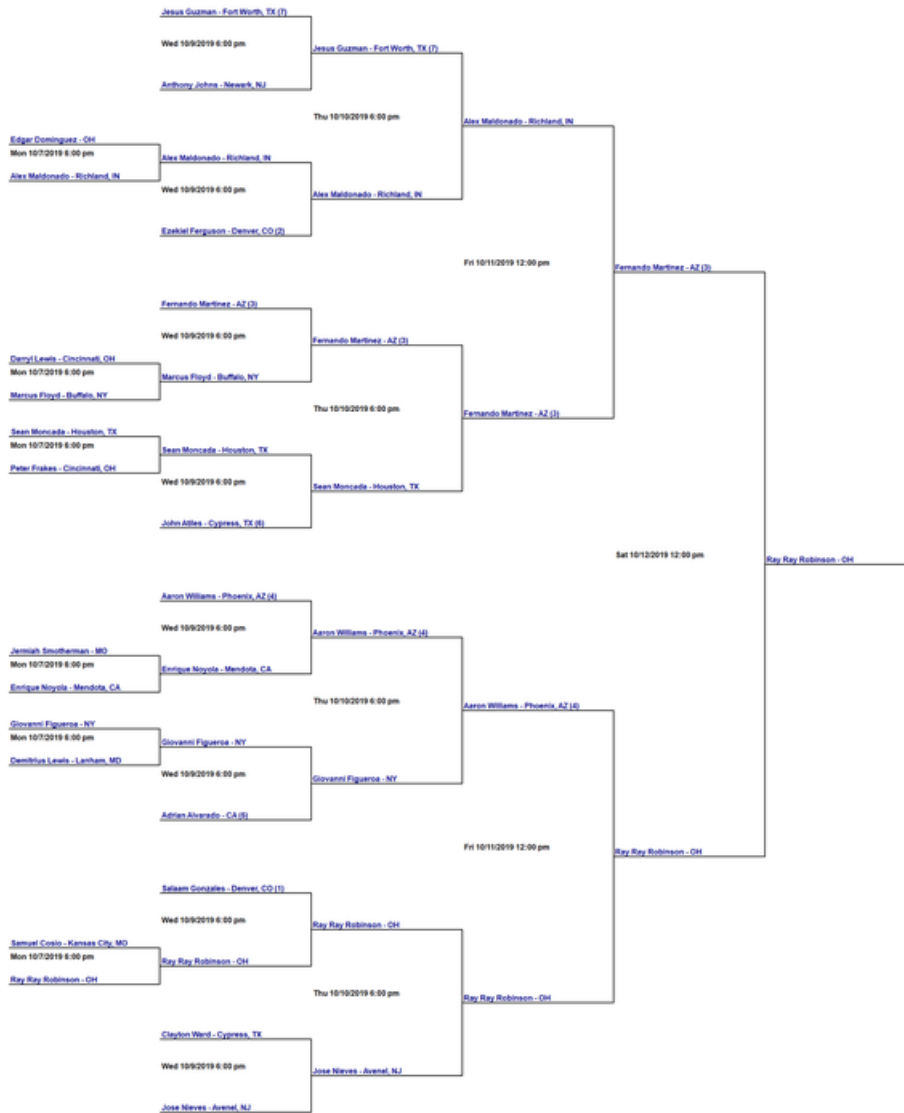 Jesus Guzman - Fort Worth, TX (7)
Wed 10/9/2019 6:00 pm
Jesus Guzman - Fort Worth, TX (7)
Anthony Johns - Newark, NJ
Thu 10/10/2019 6:00 pm
Alex Maldonado - Richland, IN
Edgar Dominguez - OH
Mon 10/7/2019 6:00 pm
Alex Maldonado - Richland, IN
Alex Maldonado - Richland, IN
Wed 10/9/2019 6:00 pm
Alex Maldonado - Richland, IN
Ezekiel Ferguson - Denver, CO (2)
Fri 10/11/2019 12:00 pm
Fernando Martinez - AZ (3)
Fernando Martinez - AZ (3)
Wed 10/9/2019 6:00 pm
Fernando Martinez - AZ (3)
Darryl Lewis - Cincinnati, OH
Mon 10/7/2019 6:00 pm
Marcus Floyd - Buffalo, NY
Marcus Floyd - Buffalo, NY
Thu 10/10/2019 6:00 pm
Fernando Martinez - AZ (3)
Sean Moncada - Houston, TX
Mon 10/7/2019 6:00 pm
Sean Moncada - Houston, TX
Peter Frakes - Cincinnati, OH
Wed 10/9/2019 6:00 pm
Sean Moncada - Houston, TX
John Atiles - Cypress, TX (6)
Sat 10/12/2019 12:00 pm
Ray Ray Robinson - OH
Aaron Williams - Phoenix, AZ (4)
Wed 10/9/2019 6:00 pm
Aaron Williams - Phoenix, AZ (4)
Jermiah Smotherman - MO
Mon 10/7/2019 6:00 pm
Enrique Noyola - Mendota, CA
Enrique Noyola - Mendota, CA
Thu 10/10/2019 6:00 pm
Aaron Williams - Phoenix, AZ (4)
Giovanni Figueroa - NY
Mon 10/7/2019 6:00 pm
Giovanni Figueroa - NY
Demitrius Lewis - Lanham, MD
Wed 10/9/2019 6:00 pm
Giovanni Figueroa - NY
Adrian Alvarado - CA (5)
Fri 10/11/2019 12:00 pm
Ray Ray Robinson - OH
Salaam Gonzales - Denver, CO (1)
Wed 10/9/2019 6:00 pm
Ray Ray Robinson - OH
Samuel Cosio - Kansas City, MO
Mon 10/7/2019 6:00 pm
Ray Ray Robinson - OH
Ray Ray Robinson - OH
Thu 10/10/2019 6:00 pm
Ray Ray Robinson - OH
Clayton Ward - Cypress, TX
Wed 10/9/2019 6:00 pm
Jose Nieves - Avenel, NJ
Jose Nieves - Avenel, NJ